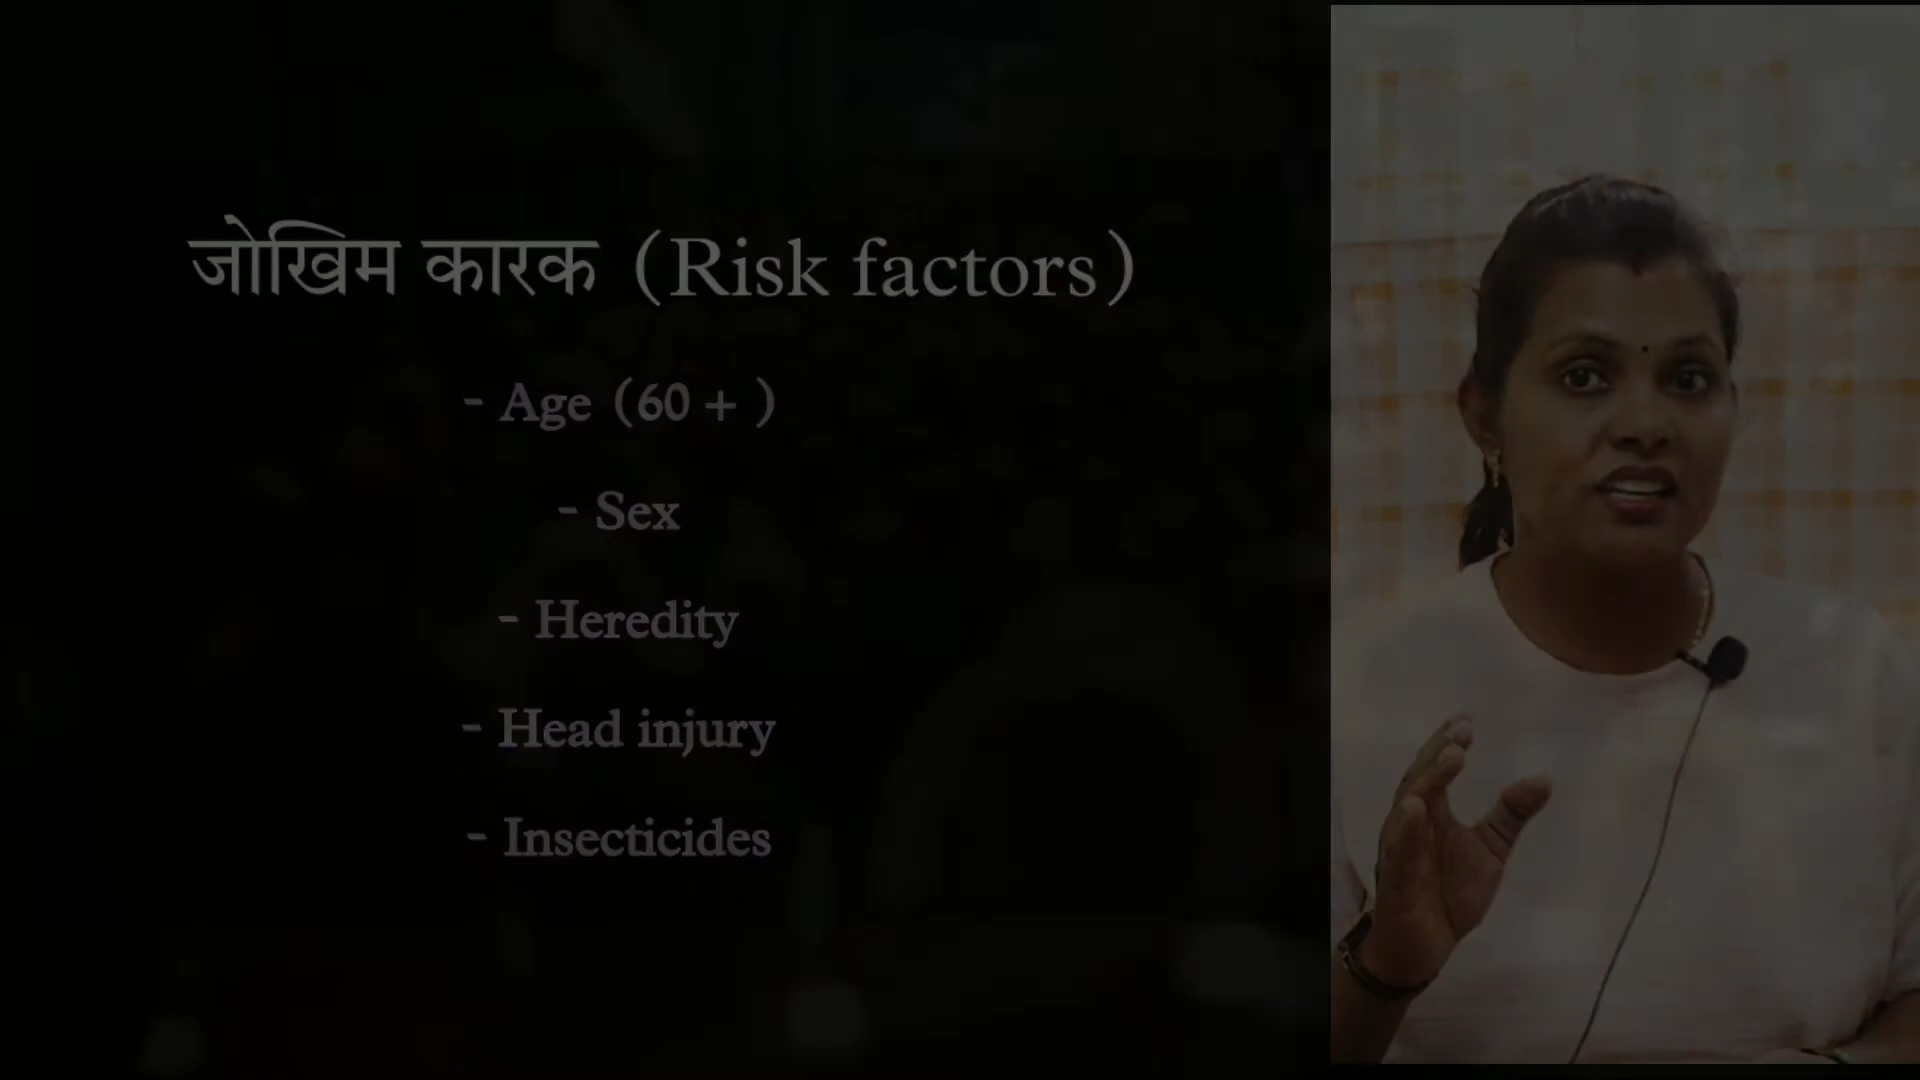 जोखिम कारक (Risk factors)
- Age (60 + )
- Sex
- Heredity
- Head injury
- Insecticides